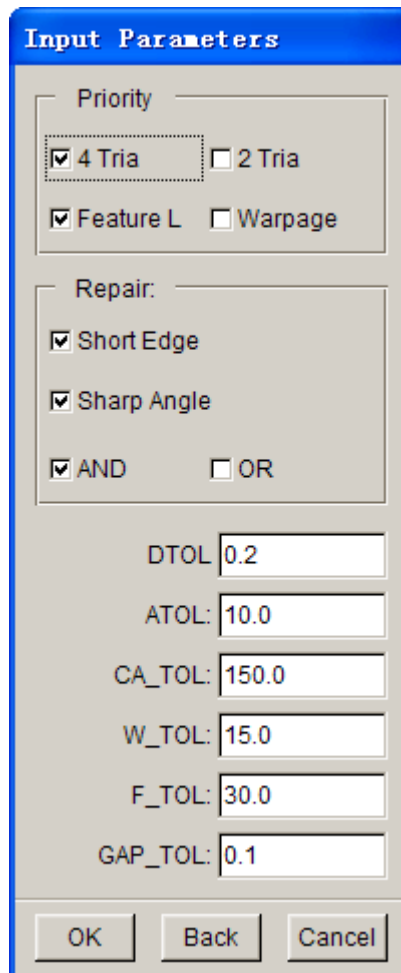 Input Parameters
Priority
4 Tria 2 Tria
Feature L Warpage
Repair:
Short Edge
Sharp Angle
AND OR
DTOL 0.2
ATOL: 10.0
CA_TOL: 150.0
W_TOL: 15.0
F_TOL: 30.0
GAP_TOL: 0.1
OK Back Cancel